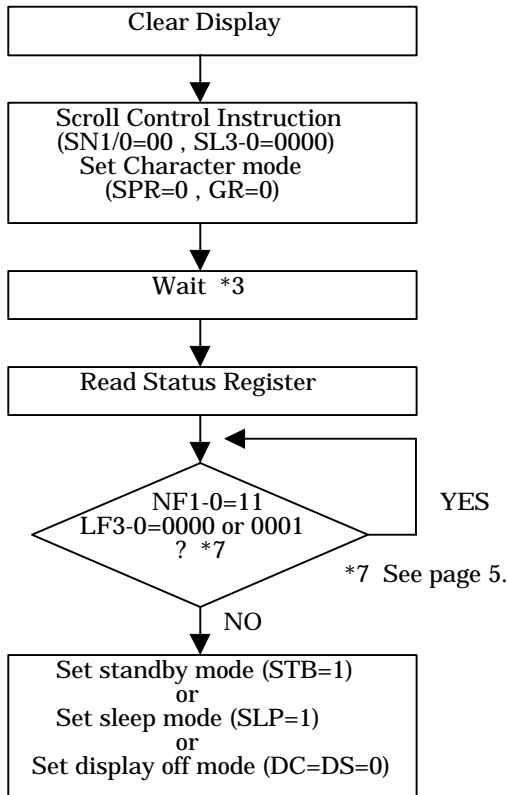 Clear Display
Scroll Control Instruction
(SN1/0=00 , SL3-0=0000)
Set Character mode
(SPR=0 , GR=0)
Wait *3
Read Status Register
NF1-0=11
LF3-0=0000 or 0001
? *7
YES
*7 See page 5.
NO
Set standby mode (STB=1)
or
Set sleep mode (SLP=1)
or
Set display off mode (DC=DS=0)